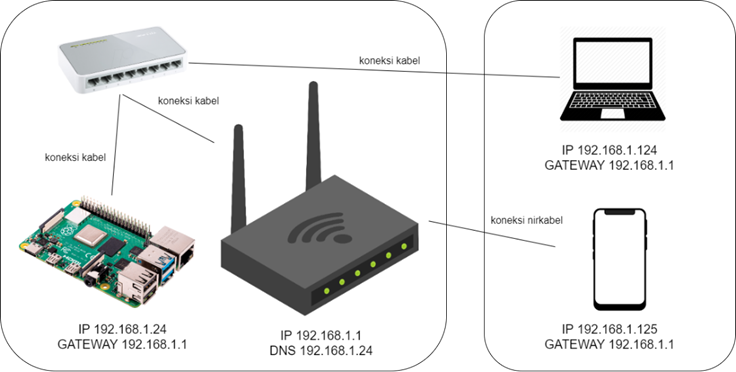 koneksi kabel
koneksi kabel
koneksi kabel
IP 192.168.1.124
GATEWAY 192.168.1.1
koneksi nirkabel
IP 192.168.1.24
GATEWAY 192.168.1.1
IP 192.168.1.1
DNS 192.168.1.24
IP 192.168.1.125
GATEWAY 192.168.1.1